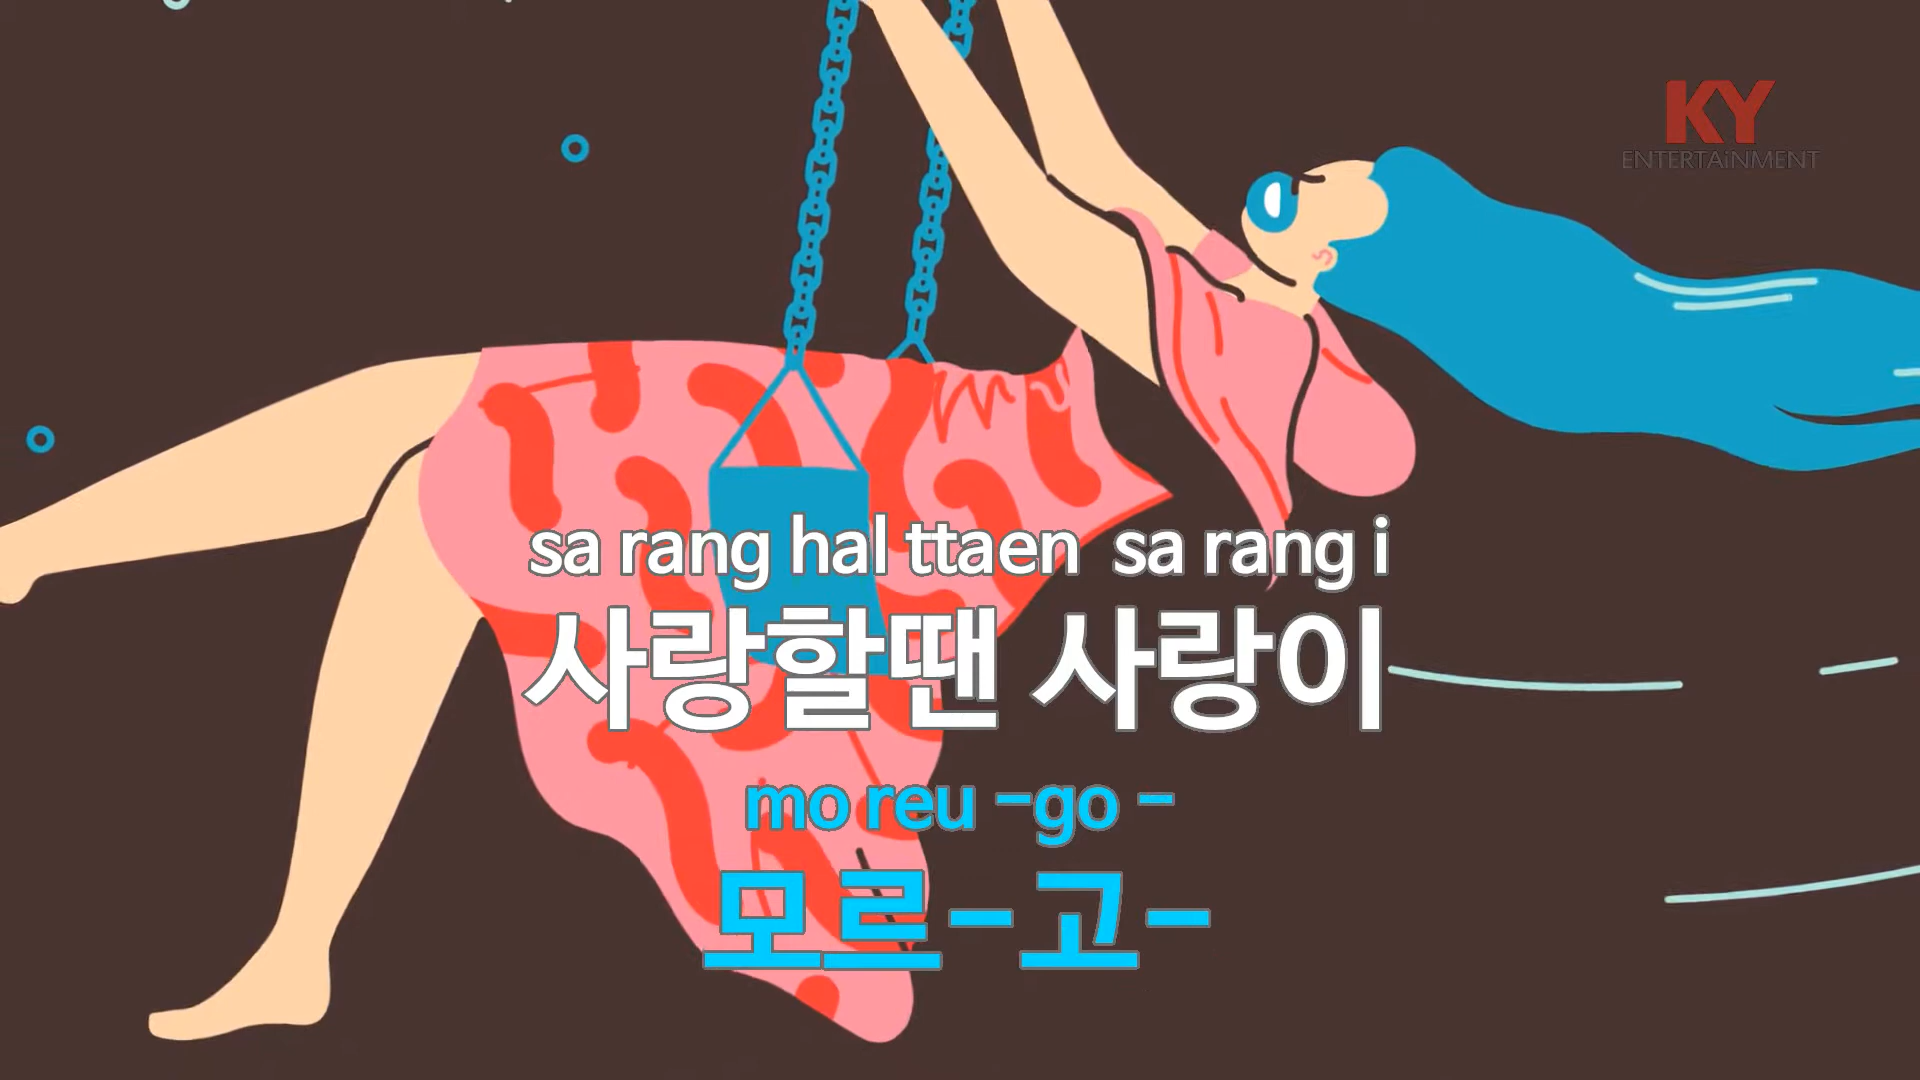 KY
ENTERTAiNMENT
sa rang hal ttaen sa rang i
사랑할땐 사랑이
mo reu -go -
모르-고-